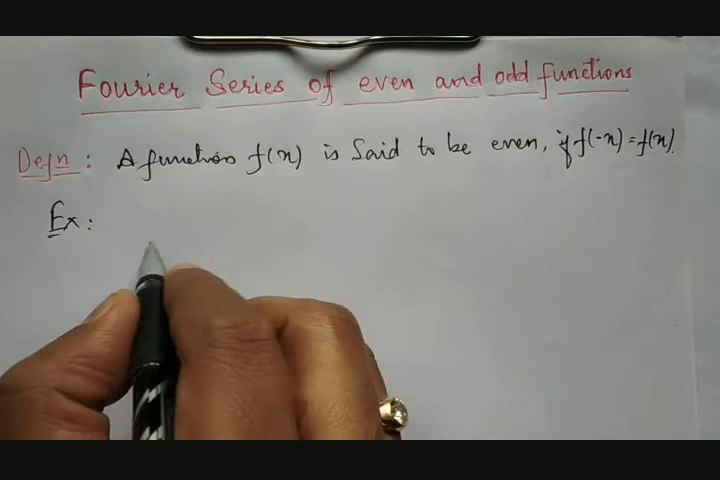 Fourier Series of even and odd functions
Defn: A function f(x) is said to be even, if f(-x) = f(x).
Ex: